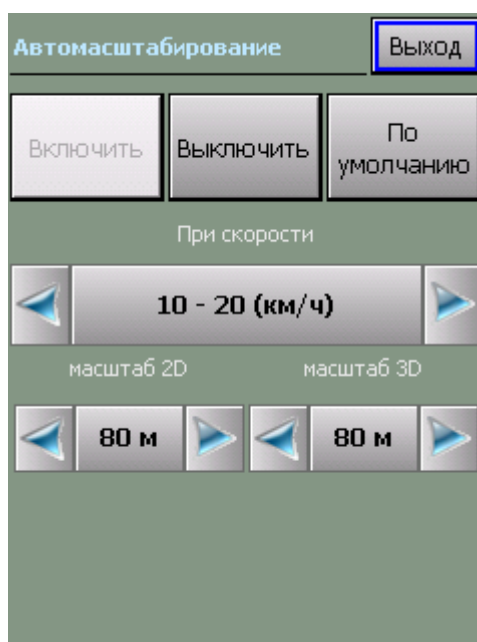 Автомасштабирование
Выход
Включить
Выключить
По
умолчанию
При скорости
10 - 20 (км/ч)
масштаб 2D
масштаб 3D
80 м
80 м